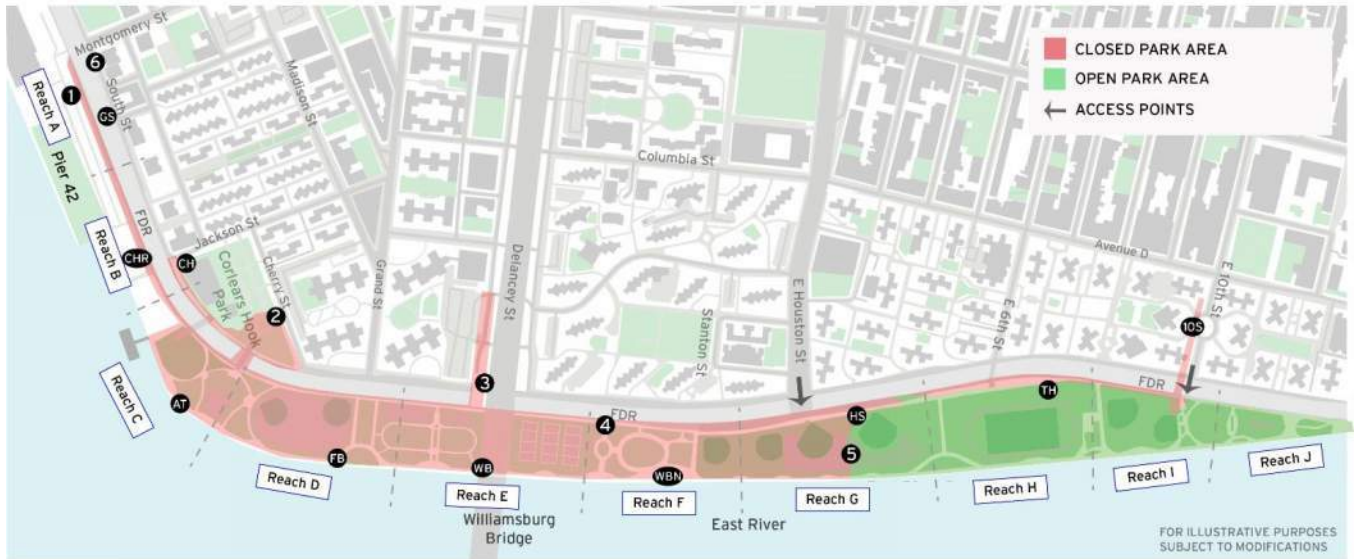 Montgomery St
6
Reach A
1
South St
GS
Madison St
Pier 42
Columbia St
FDR
Jackson St
Reach B
CHR
CH
Corlears Hook
Park
Cherry St
2
Grand St
Delancey St
Stanton St
E Houston St
E 6th St
Avenue D
E 10th St
10S
3
FDR
Reach C
AT
4
FDR
HS
TH
FB
WB
WBN
5
Reach D
Reach E
Reach F
Reach G
Reach H
Reach I
Reach J
Williamsburg
Bridge
East River
CLOSED PARK AREA
OPEN PARK AREA
ACCESS POINTS
FOR ILLUSTRATIVE PURPOSES
SUBJECT TO MODIFICATIONS